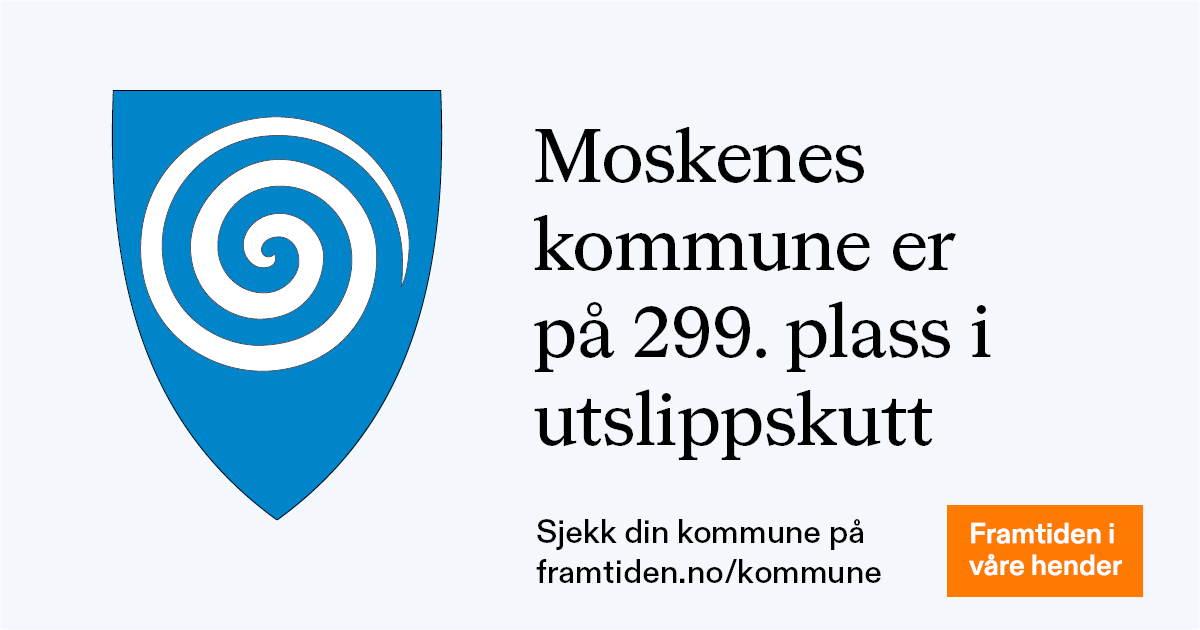 Moskenes
kommune er
på 299. plass i
utslippskutt
Sjekk din kommune på
framtiden.no/kommune
Framtiden i
våre hender